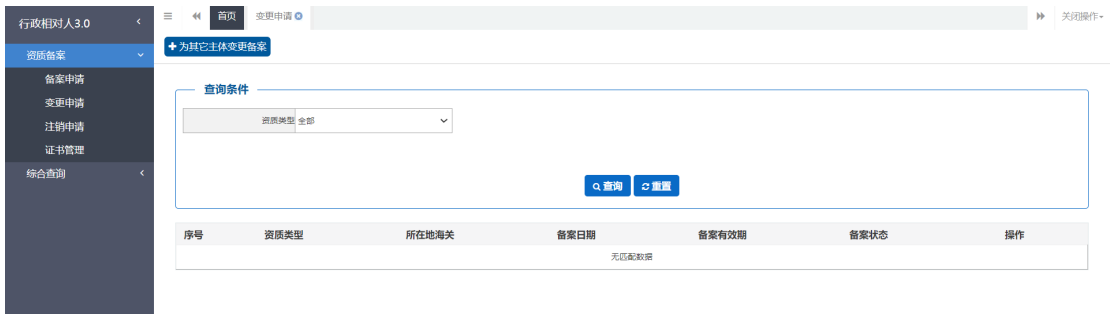 行政相对人3.0
首页 变更申请 关闭操作
为其它主体变更备案
资质备案
备案申请
变更申请
注销申请
证书管理
综合查询
查询条件
资质类型 全部
查询 重置
序号 资质类型 所在地海关 备案日期 备案有效期 备案状态 操作
无匹配数据